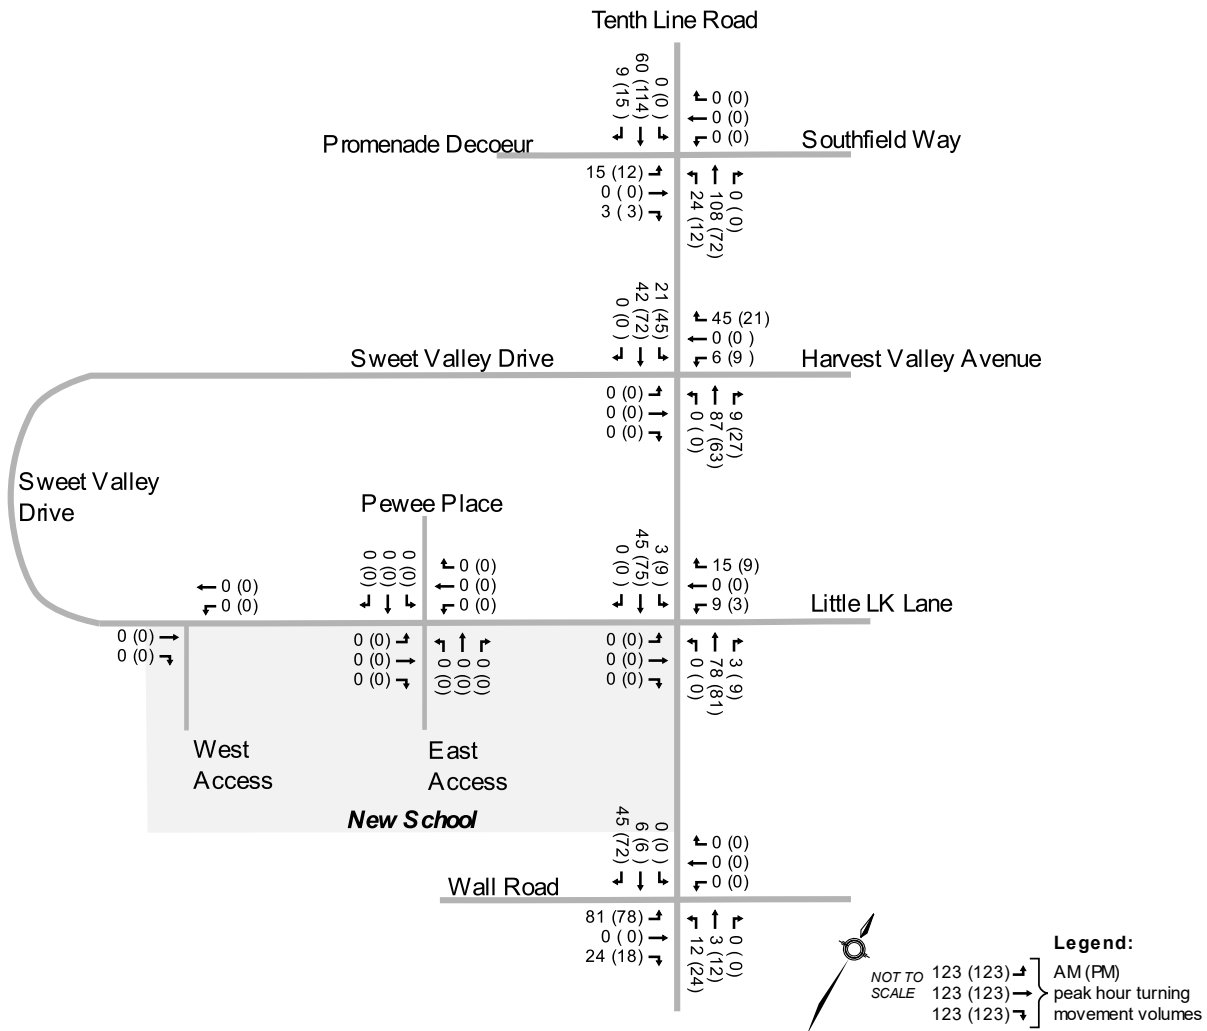 Tenth Line Road
9 (15 )
60 (114)
0 (0 )
0 (0)
0 (0)
0 (0)
Promenade Decoeur
Southfield Way
15 (12)
0 ( 0)
3 ( 3)
24 (12)
108 (72)
0 ( 0)
0 (0)
42 (72)
21 (45)
45 (21)
0 (0 )
6 (9 )
Sweet Valley Drive
Harvest Valley Avenue
0 (0)
0 (0)
0 (0)
0 ( 0)
87 (63)
9 (27)
Sweet Valley
Drive
Pewee Place
0 (0)
0 (0)
0 (0)
0 (0)
0 (0)
0 (0)
0 (0)
0 (0)
0 (0 )
45 (75)
3 (9 )
15 (9)
0 (0)
9 (3)
Little LK Lane
0 (0)
0 (0)
0 (0)
0 (0)
0 (0)
0 (0)
0 (0)
0 (0)
0 (0)
0 (0)
0 (0)
0 ( 0)
78 (81)
3 ( 9)
West
Access
East
Access
New School
45 (72)
6 (6 )
0 (0 )
0 (0)
0 (0)
0 (0)
Wall Road
81 (78)
0 ( 0)
24 (18)
12 (24)
3 (12)
0 ( 0)
Legend:
NOT TO
SCALE
123 (123)
123 (123)
123 (123)
AM (PM)
peak hour turning
movement volumes